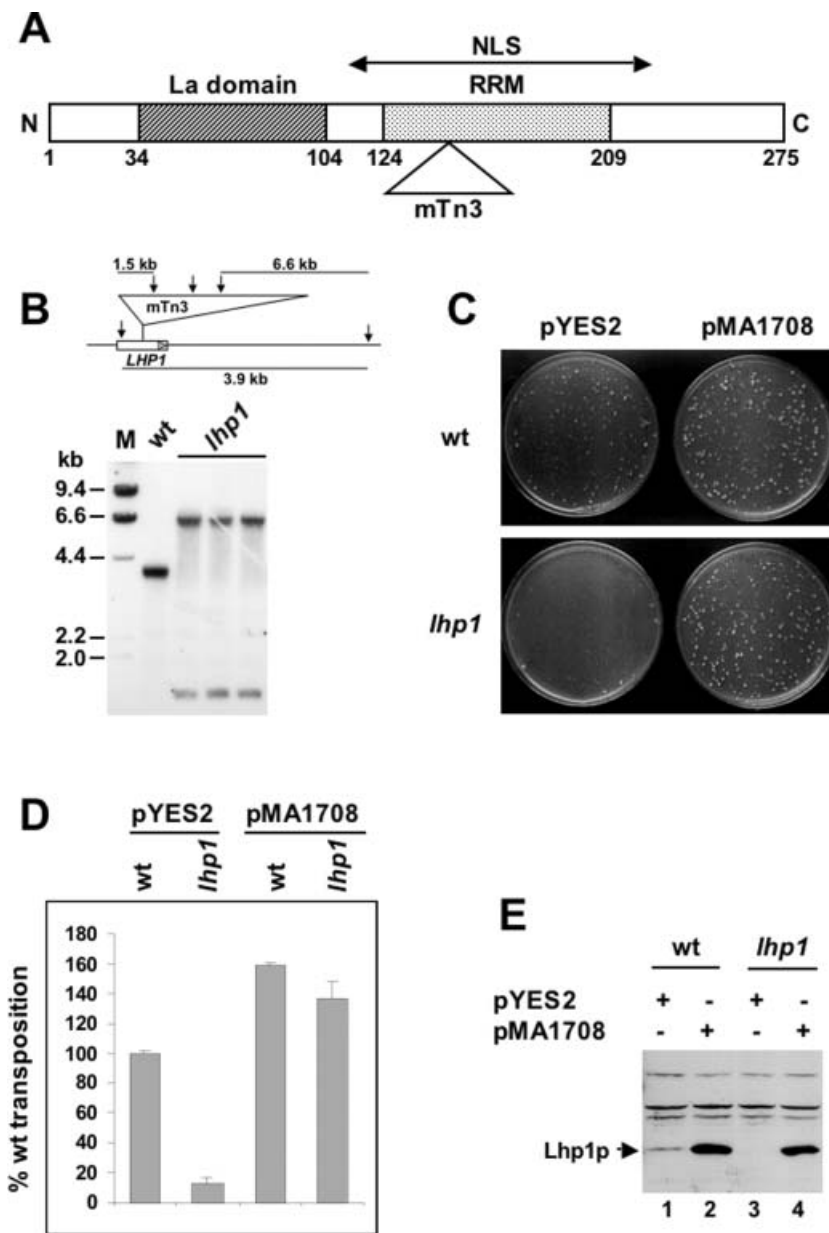 A
NLS
La domain
RRM
N
C
1
34
104
124
209
275
mTn3
B
1.5 kb
6.6 kb
mTn3
LHP1
3.9 kb
M
wt
lhp1
kb
9.4
6.6
4.4
2.2
2.0
C
pYES2
pMA1708
wt
lhp1
D
pYES2
pMA1708
wt
lhp1
wt
lhp1
% wt transposition
180
160
140
120
100
80
60
40
20
0
E
wt
lhp1
pYES2 + - + -
pMA1708 - + - +
Lhp1p
1 2 3 4